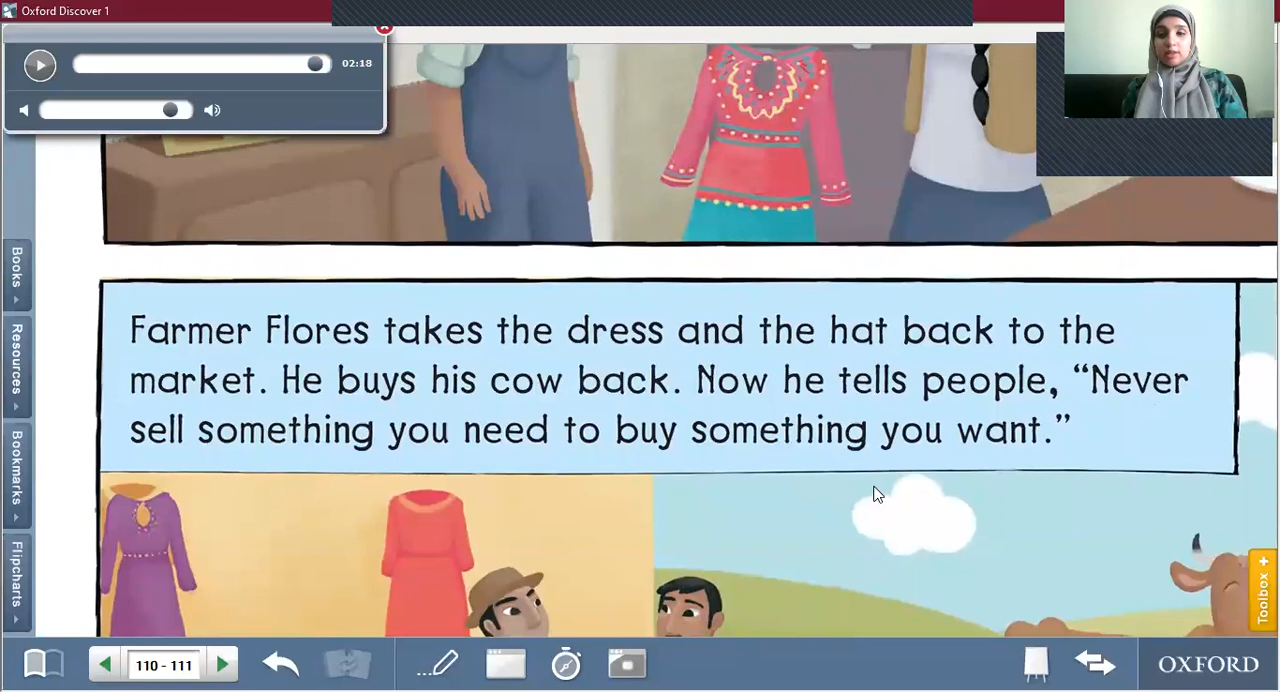 Oxford Discover 1
02:18
Books
Resources
Bookmarks
Flipcharts
Farmer Flores takes the dress and the hat back to the
market. He buys his cow back. Now he tells people, “Never
sell something you need to buy something you want.”
Toolbox +
110 - 111
OXFORD